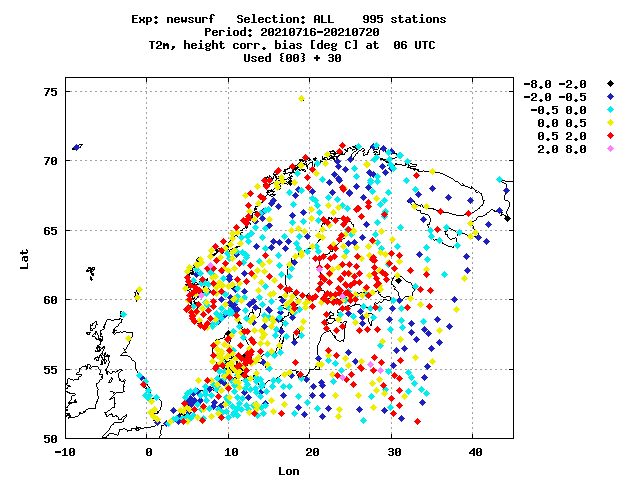 Exp: newsurf   Selection: ALL    995 stations
Period: 20210716-20210720
T2m, height corr. bias [deg C] at  06 UTC
Used {00} + 30
-8.0 -2.0
-2.0 -0.5
-0.5 0.0
0.0 0.5
0.5 2.0
2.0 8.0
75
70
65
60
55
50
Lat
-10 0 10 20 30 40
Lon